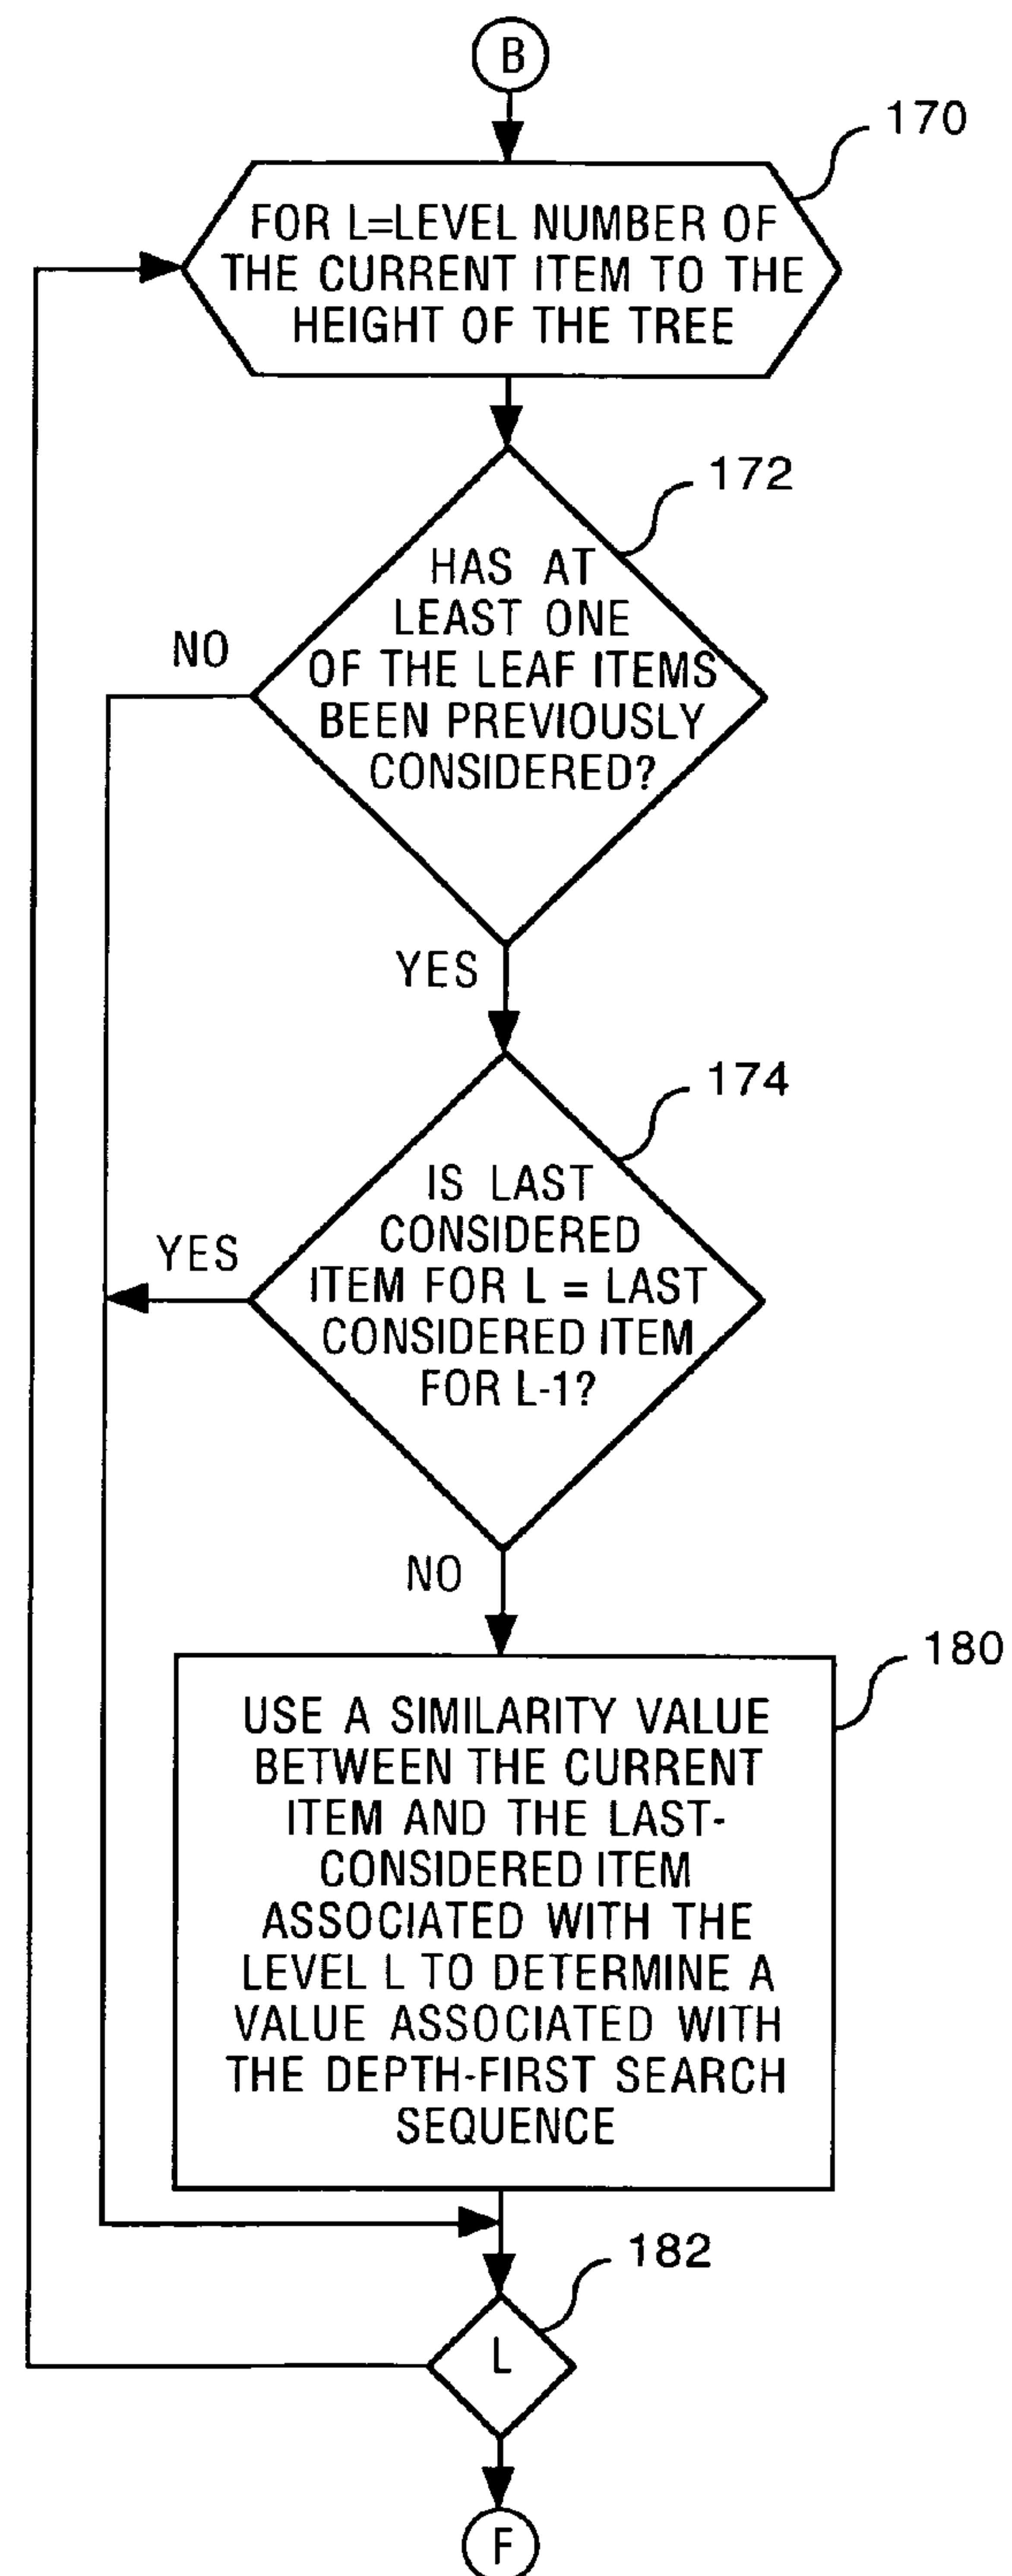 B
170
FOR L=LEVEL NUMBER OF
THE CURRENT ITEM TO THE
HEIGHT OF THE TREE
172
HAS AT
LEAST ONE
OF THE LEAF ITEMS
BEEN PREVIOUSLY
CONSIDERED?
NO
YES
174
IS LAST
CONSIDERED
ITEM FOR L = LAST
CONSIDERED ITEM
FOR L-1?
YES
NO
180
USE A SIMILARITY VALUE
BETWEEN THE CURRENT
ITEM AND THE LAST-
CONSIDERED ITEM
ASSOCIATED WITH THE
LEVEL L TO DETERMINE A
VALUE ASSOCIATED WITH
THE DEPTH-FIRST SEARCH
SEQUENCE
182
L
F